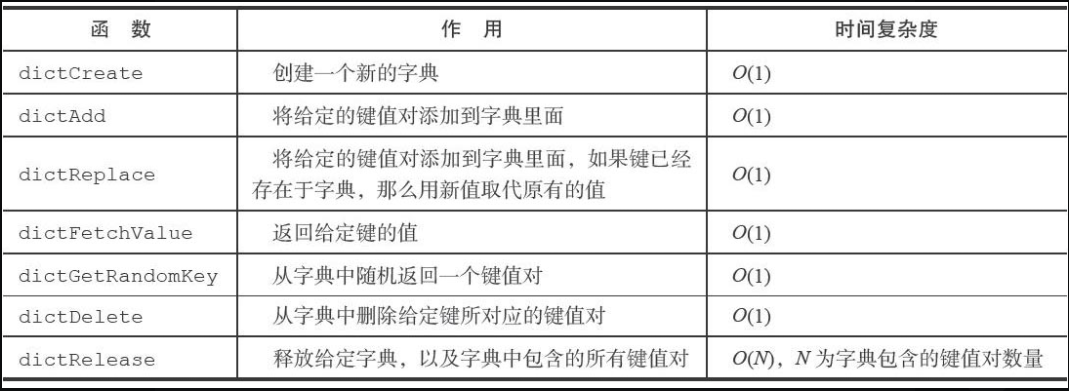 函 数 作 用 时间复杂度
dictCreate 创建一个新的字典 O(1)
dictAdd 将给定的键值对添加到字典里面 O(1)
dictReplace 将给定的键值对添加到字典里面，如果键已经
存在于字典，那么用新值取代原有的值 O(1)
dictFetchValue 返回给定键的值 O(1)
dictGetRandomKey 从字典中随机返回一个键值对 O(1)
dictDelete 从字典中删除给定键所对应的键值对 O(1)
dictRelease 释放给定字典，以及字典中包含的所有键值对 O(N)，N 为字典包含的键值对数量